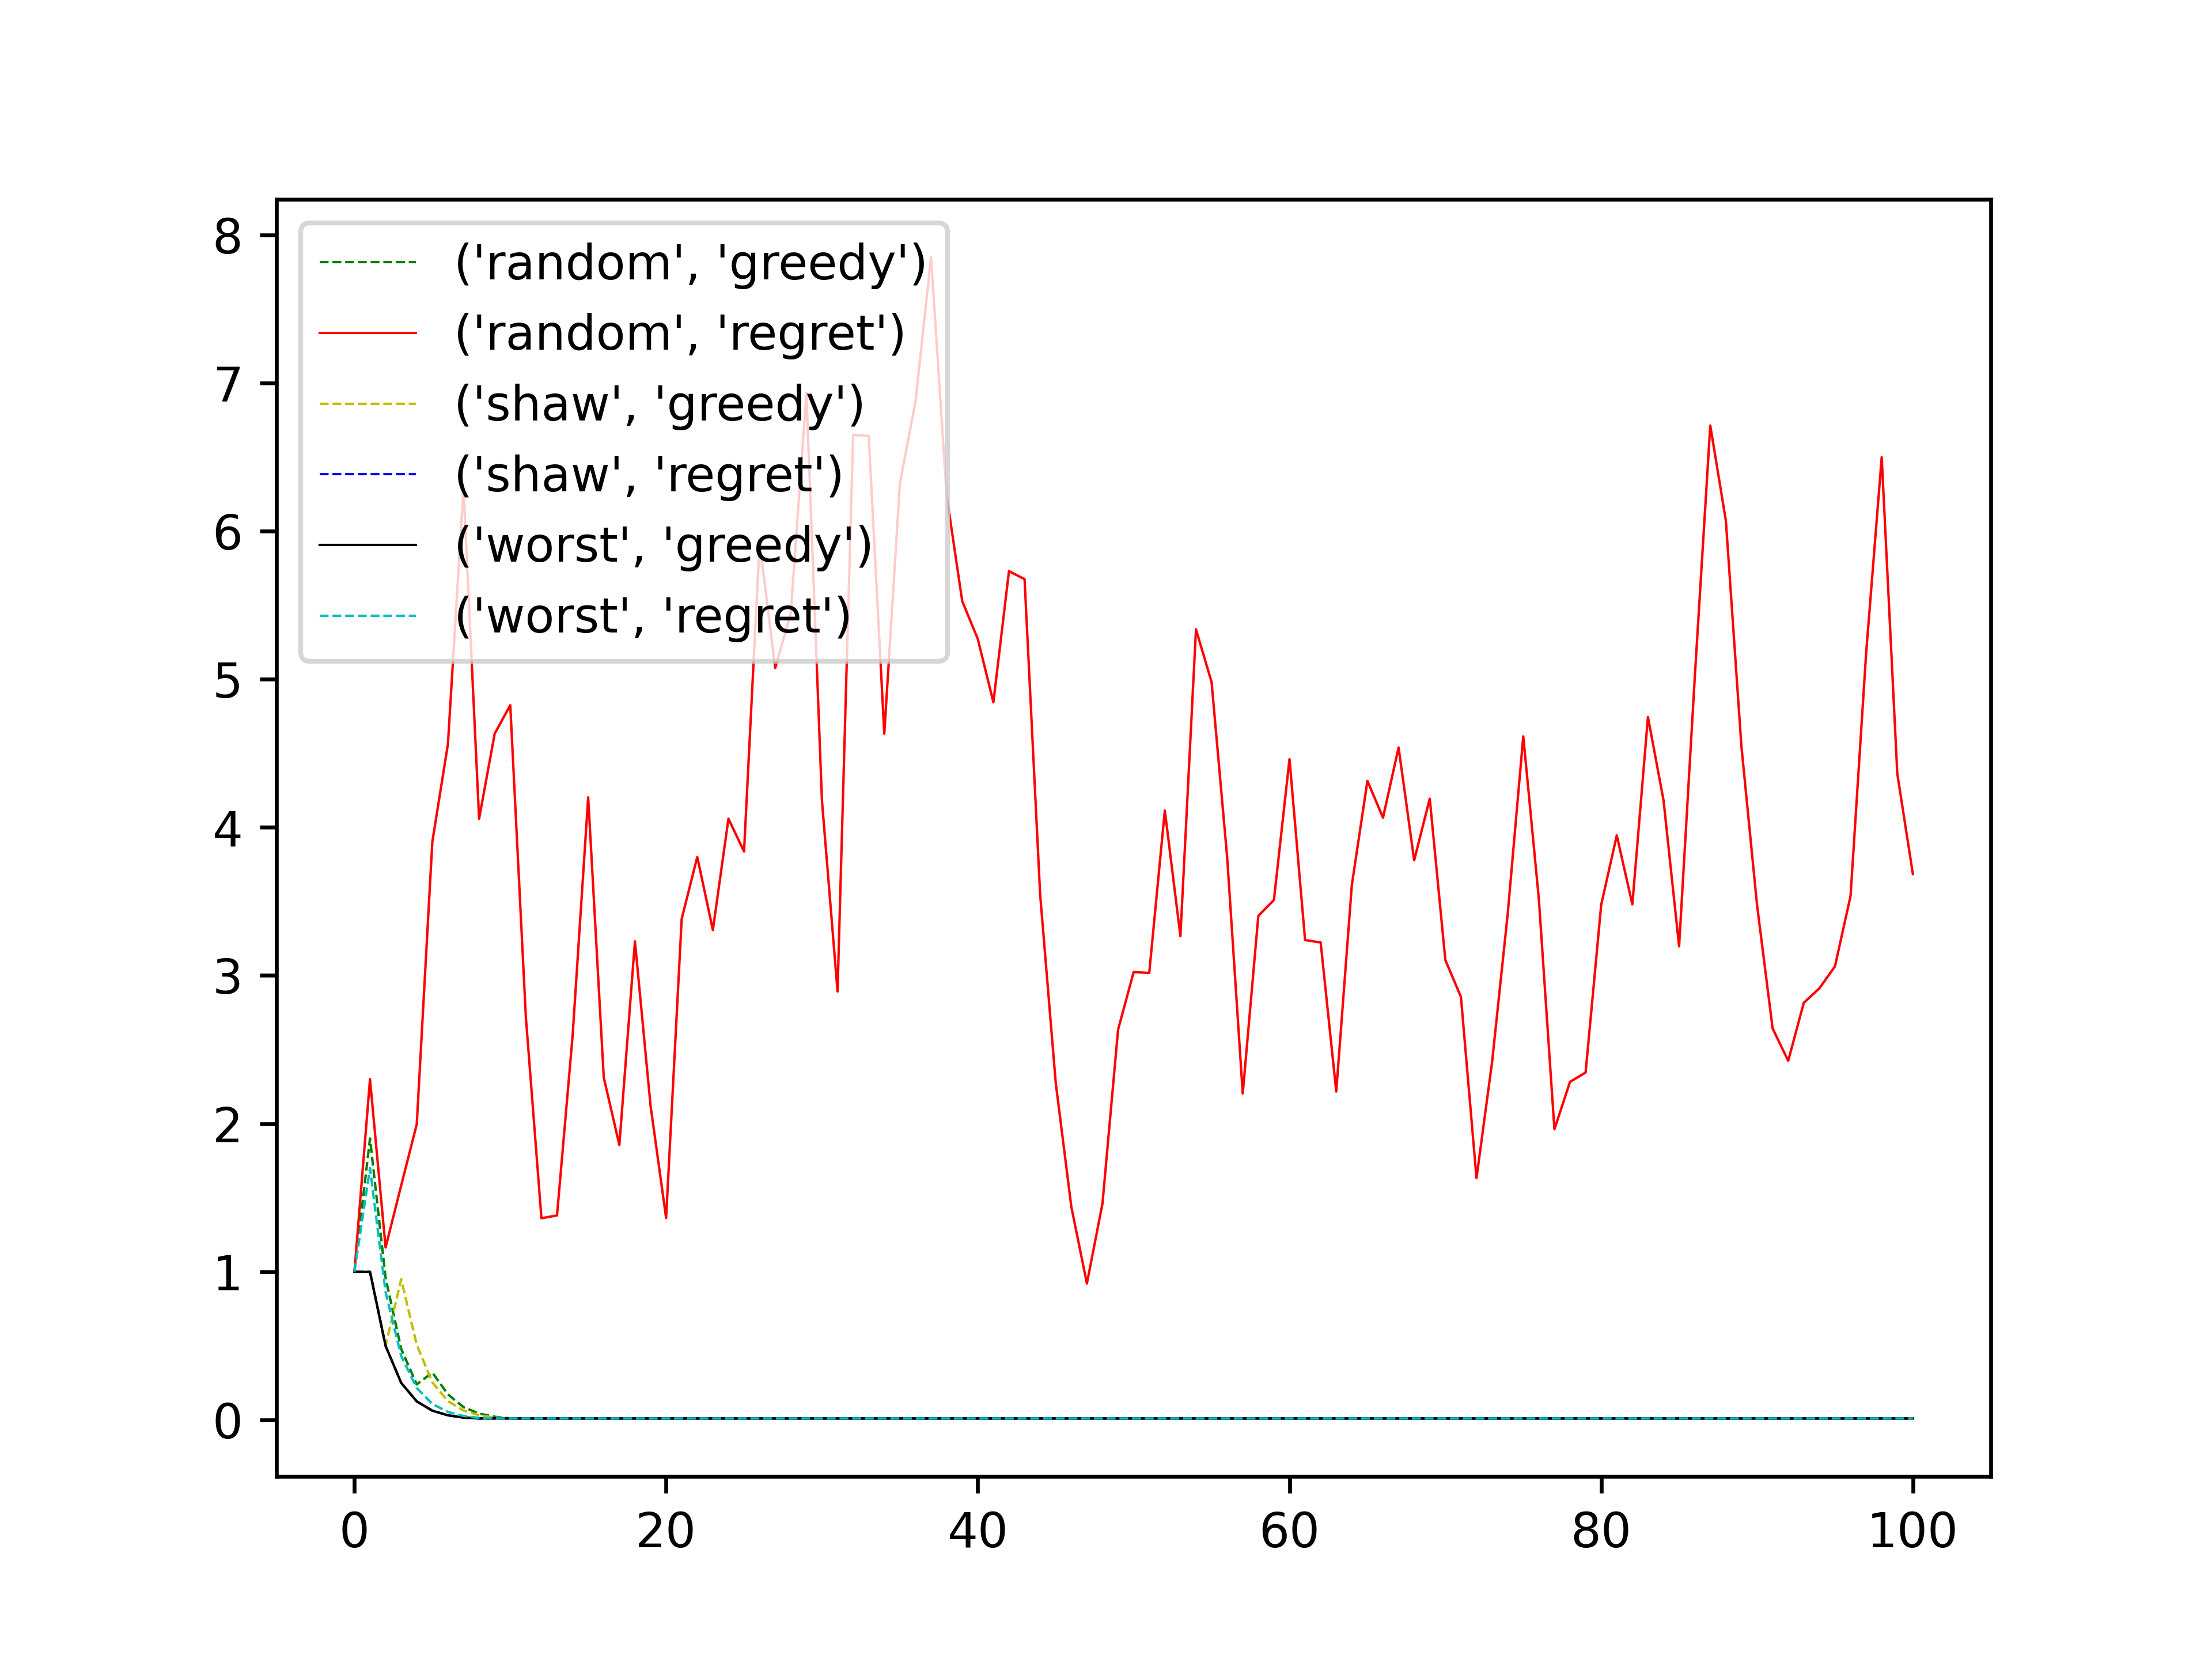 8
7
6
5
4
3
2
1
0
('random', 'greedy')
('random', 'regret')
('shaw', 'greedy')
('shaw', 'regret')
('worst', 'greedy')
('worst', 'regret')
0 20 40 60 80 100